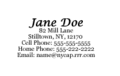 Jane Doe
82 Mill Lane
Stilltown, NY, 12170
Cell Phone: 555-555-5555
Home Phone: 555-222-2222
Email: name@nycap.rr.com